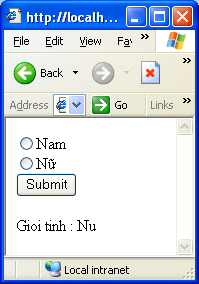 http://localh...
File Edit View Fa
Back
Address Go Links
Nam
Nữ
Submit
Gioi tinh : Nu
Local intranet